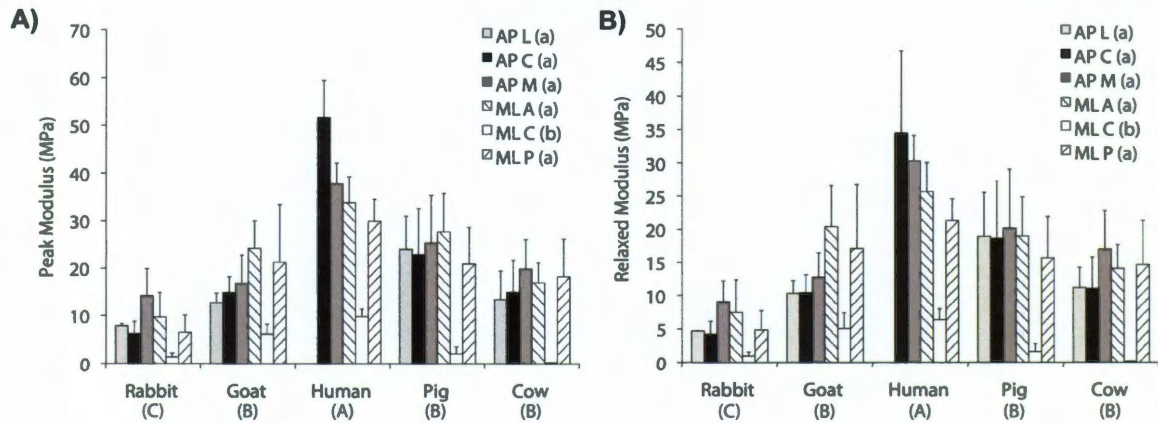 A)
Peak Modulus (MPa)
70
60
50
40
30
20
10
0
AP L (a)
AP C (a)
AP M (a)
ML A (a)
ML C (b)
ML P (a)
Rabbit Goat Human Pig Cow
(C) (B) (A) (B) (B)
B)
Relaxed Modulus (MPa)
50
45
40
35
30
25
20
15
10
5
0
AP L (a)
AP C (a)
AP M (a)
ML A (a)
ML C (b)
ML P (a)
Rabbit Goat Human Pig Cow
(C) (B) (A) (B) (B)